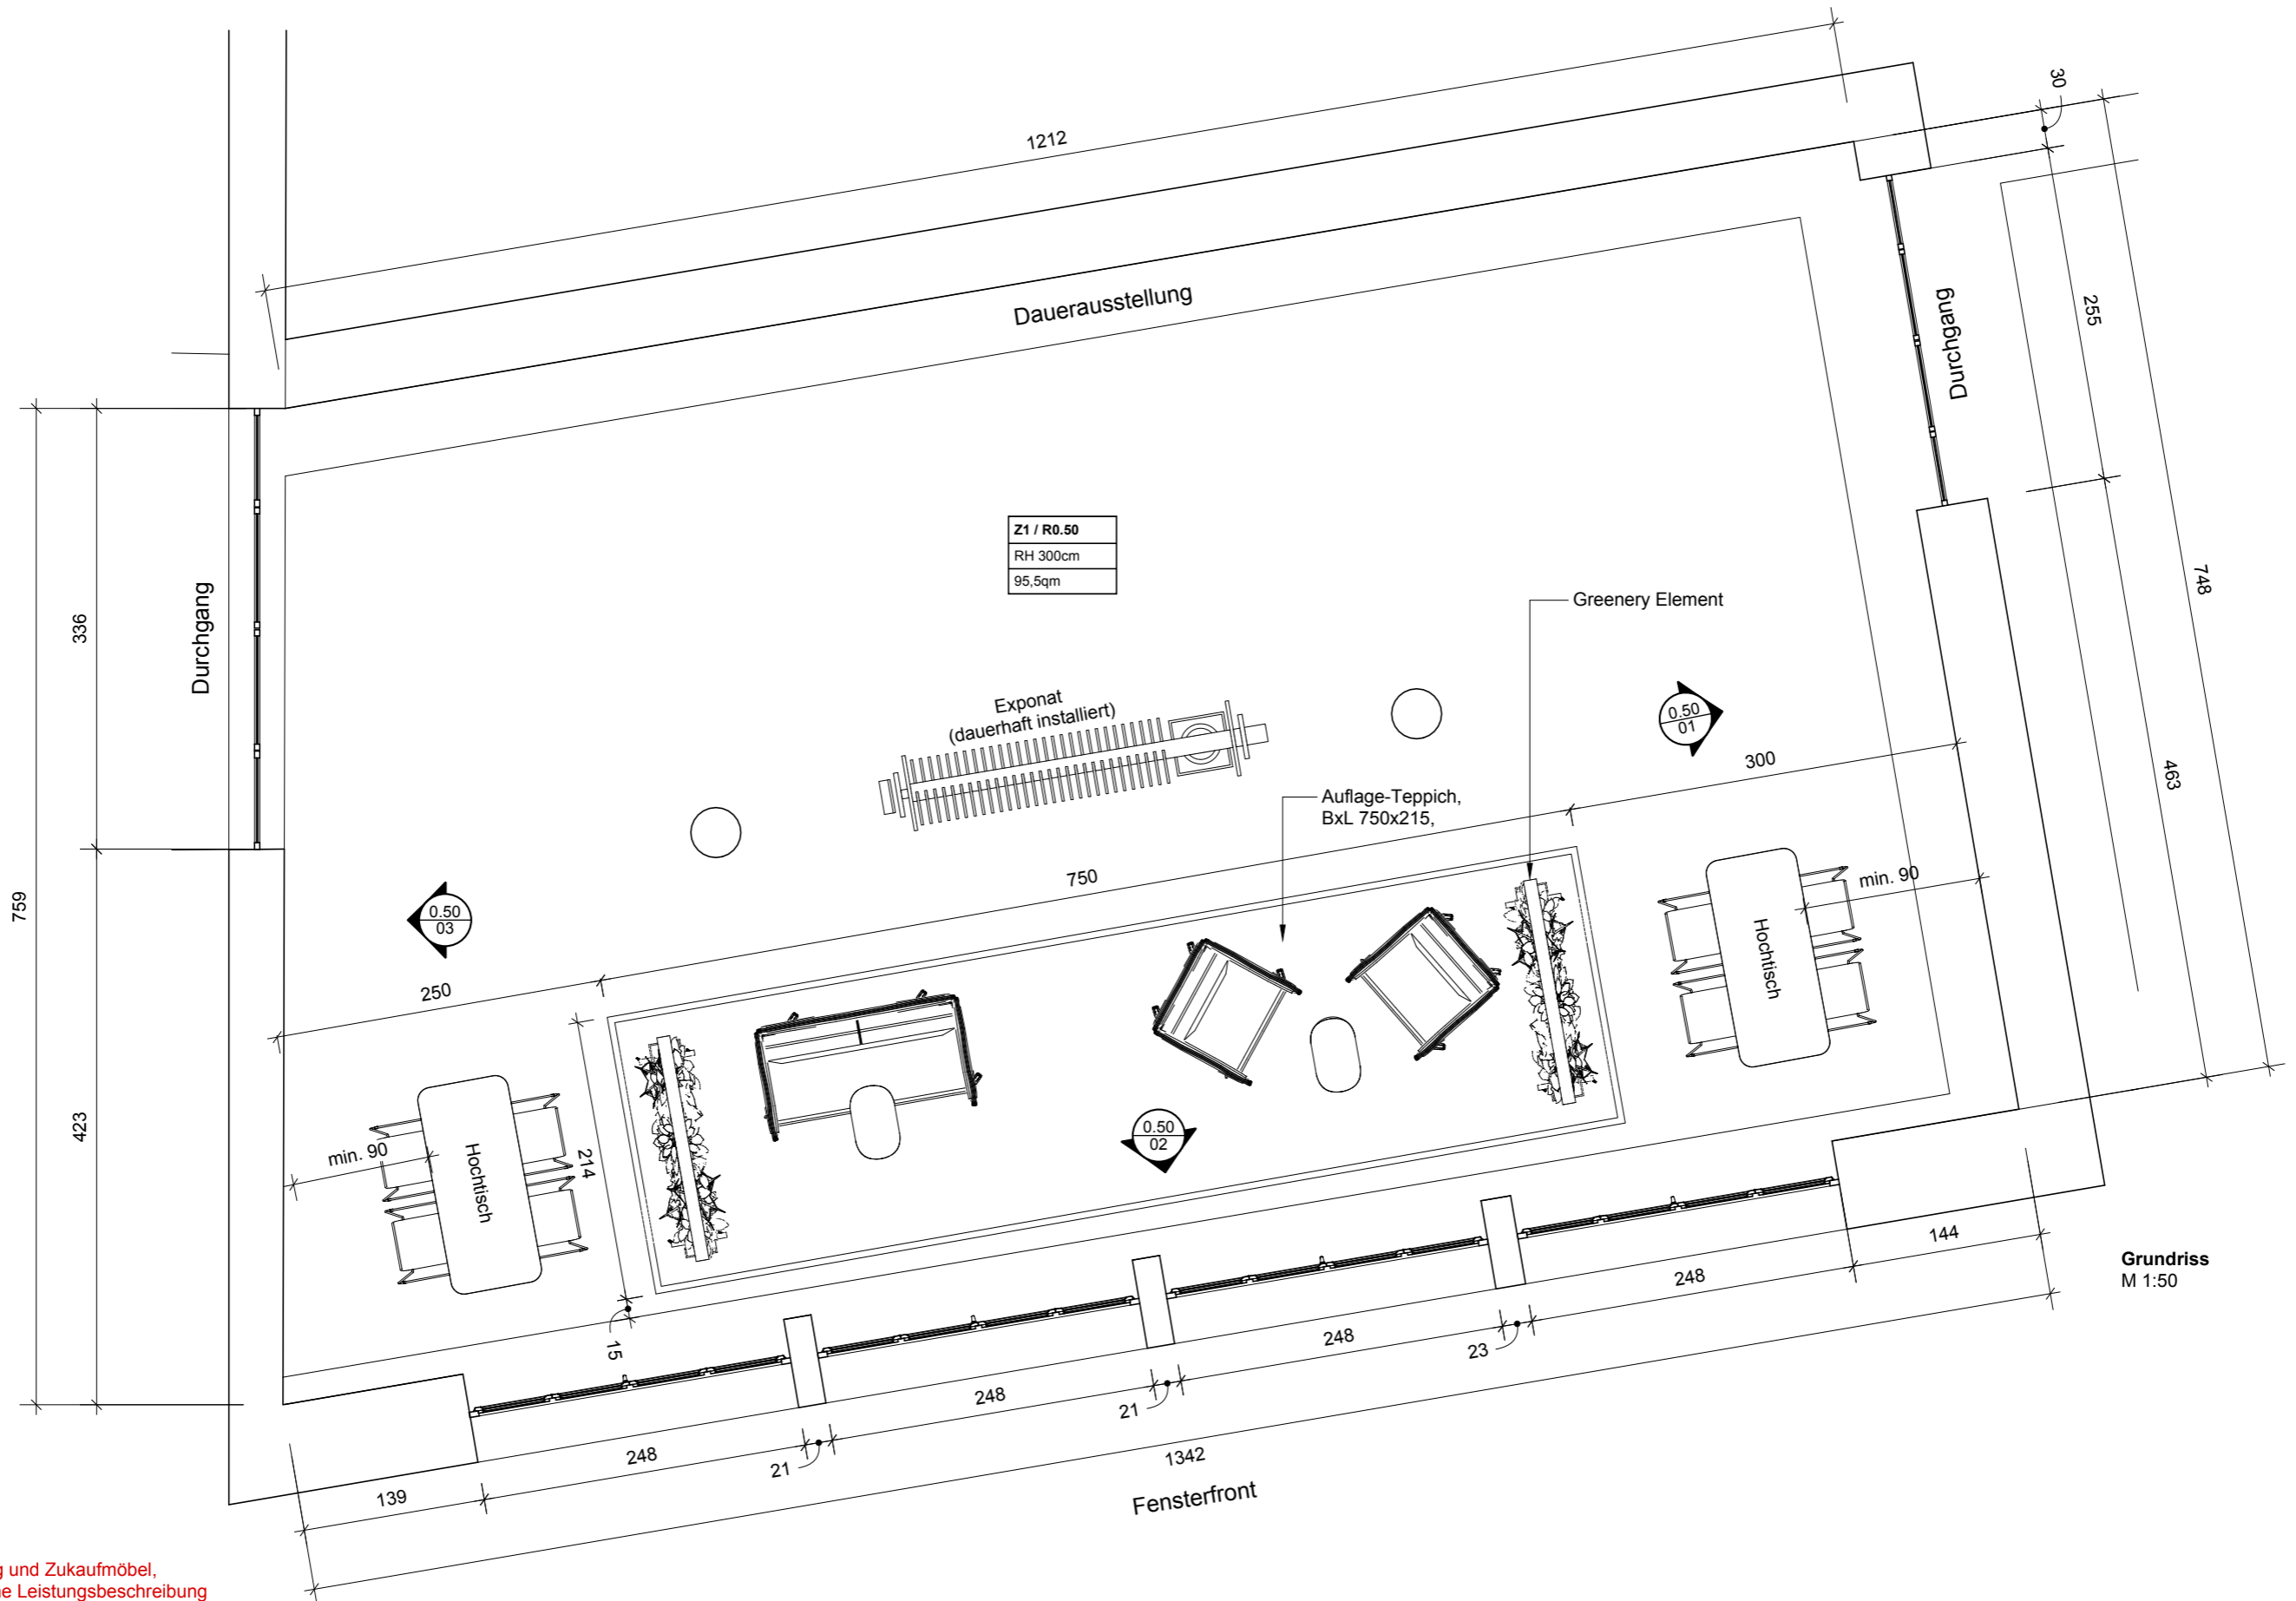 1212
30
Dauerausstellung
Durchgang
255
748
463
Z1 / R0.50
RH 300cm
95,5qm
Greenery Element
336
Durchgang
759
423
Exponat
(dauerhaft installiert)
0.50
01
300
Auflage-Teppich,
BxL 750x215,
750
min. 90
Hochtisch
0.50
03
250
214
min. 90
Hochtisch
0.50
02
15
144
248
23
248
21
248
21
248
139
1342
Fensterfront
Grundriss
M 1:50
und Zukaufmöbel,
Leistungsbeschreibung